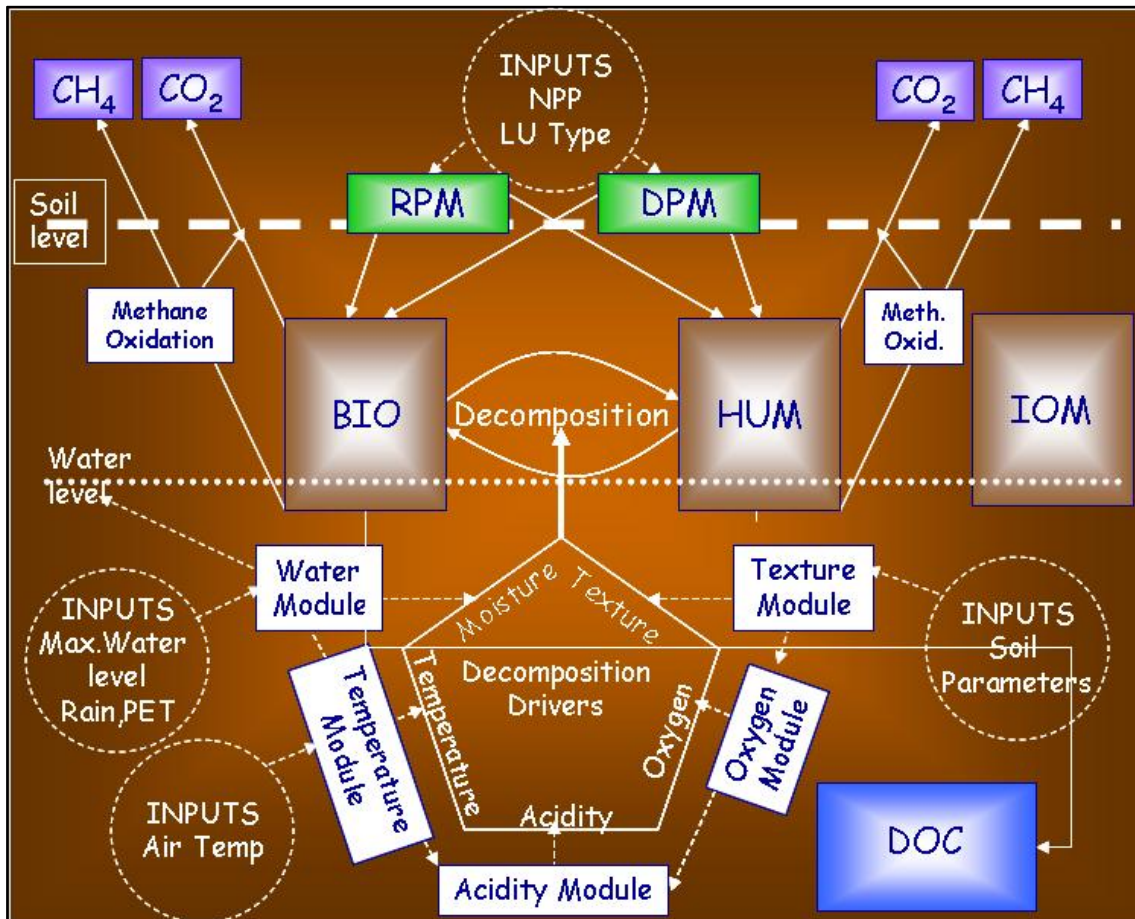 INPUTS
NPP
LU Type
CH₄
CO₂
CO₂
CH₄
RPM
DPM
Soil
level
Methane
Oxidation
Meth.
Oxid.
BIO
Decomposition
HUM
IOM
Water
level
Water
Module
Moisture
Texture
Texture
Module
INPUTS
Max.Water
level
Rain,PET
INPUTS
Soil
Parameters
Temperature
Module
Temperature
Decomposition
Drivers
Oxygen
Oxygen
Module
INPUTS
Air Temp
Acidity
Acidity Module
DOC